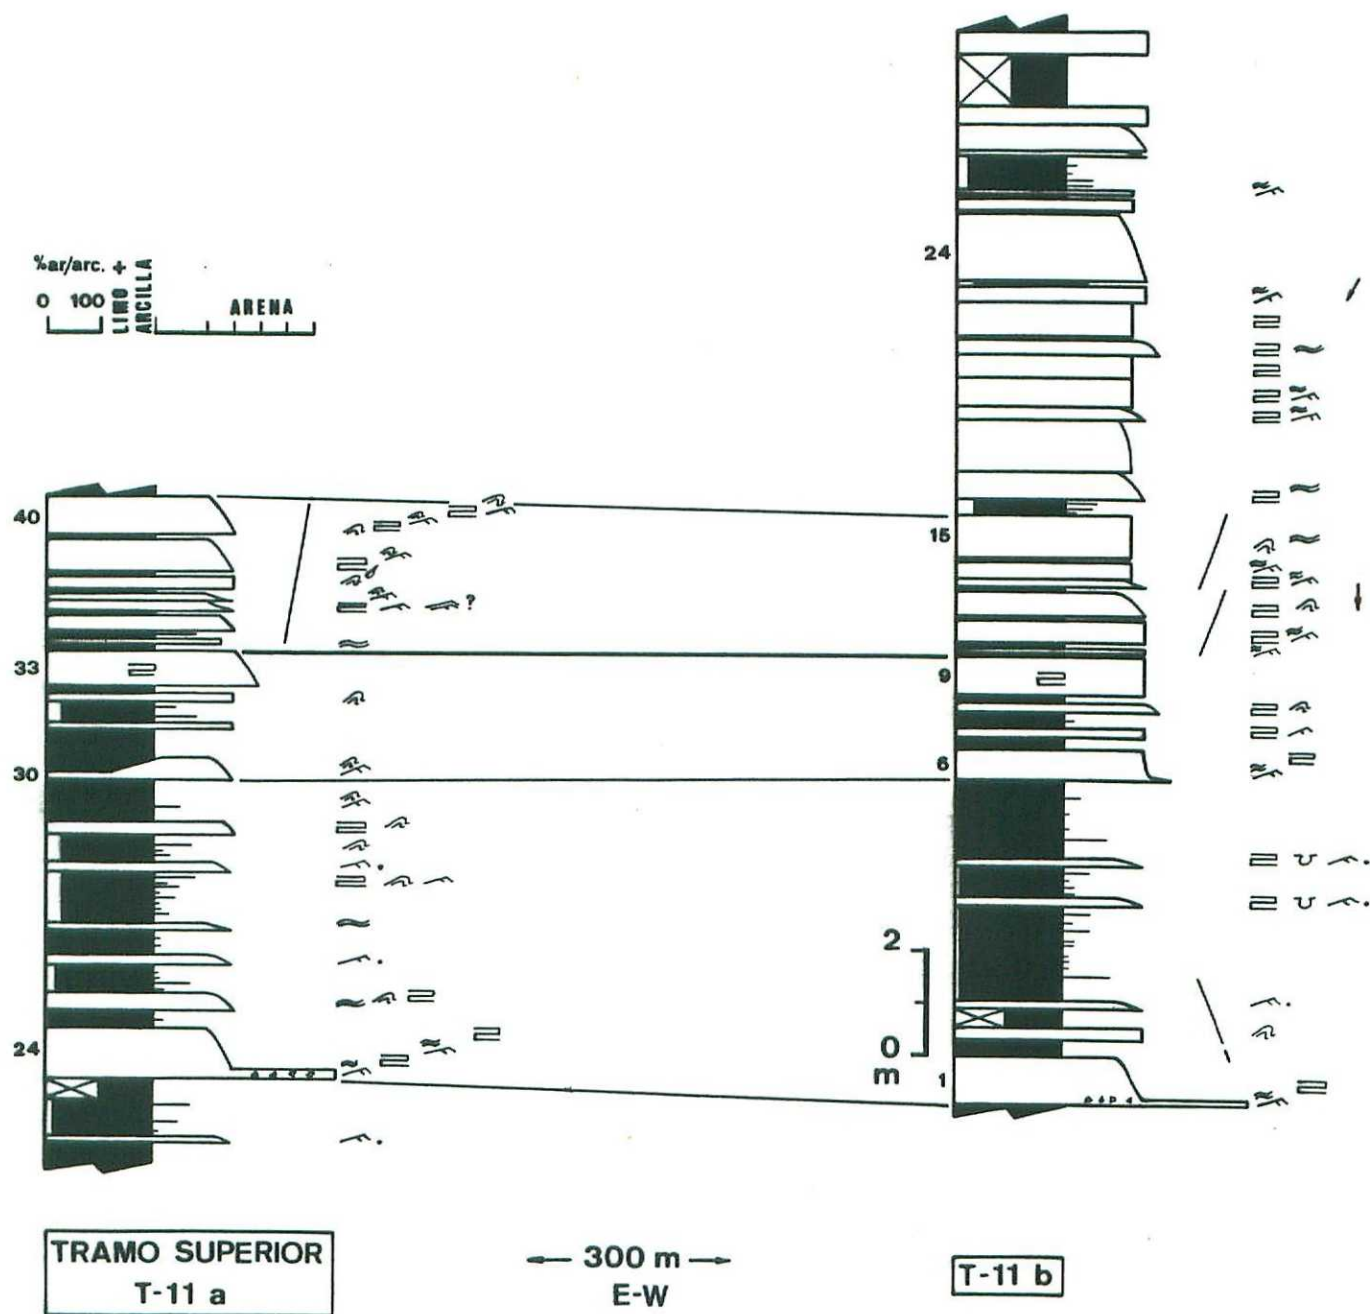 %ar/arc.
0 100
LIMO +
ARCILLA
ARENA
40
33
30
24
?
24
15
9
6
1
2
0
m
TRAMO SUPERIOR
T-11 a
300 m
E-W
T-11 b